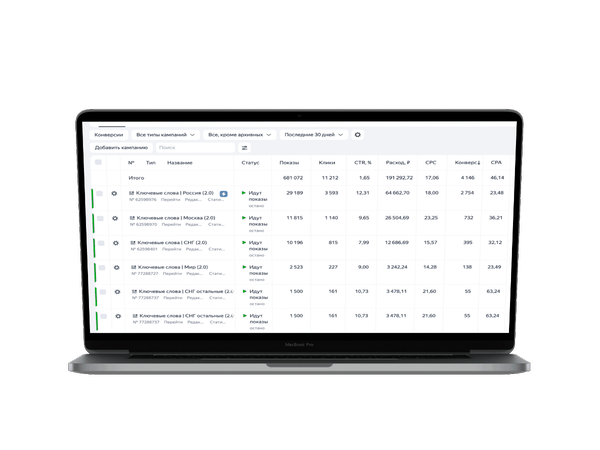 Конверсии Все типы кампаний Все, кроме архивных Последние 30 дней
Добавить кампанию Поиск
№ Тип Название Статус Показы Клики CTR, % Расход, ₽ CPC Конверс CPA
Итого 681 072 11 212 1,65 191 292,72 17,06 4 146 46,14
Ключевые слова | Россия (2.0) Идут показы 29 189 3 593 12,31 64 662,70 18,00 2 754 23,48
Перейти Редак... Стати...
Ключевые слова | Москва (2.0) Идут показы 11 815 1 140 9,65 26 504,69 23,25 732 36,21
Перейти Редак... Стати...
Ключевые слова | СНГ (2.0) Идут показы 10 196 815 7,99 12 686,69 15,57 395 32,12
Перейти Редак... Стати...
Ключевые слова | Мир (2.0) Идут показы 2 523 227 9,00 3 242,24 14,28 138 23,49
№ 77288737 Перейти Редак... Стати...
Ключевые слова | СНГ остальные (2. Идут показы 1 500 161 10,73 3 478,11 21,60 55 63,24
№ 77288737 Перейти Редак... Стати...
Ключевые слова | СНГ остальные (2. Идут показы 1 500 161 10,73 3 478,11 21,60 55 63,24
№ 77288737 Перейти Редак... Стати...
MacBook Pro